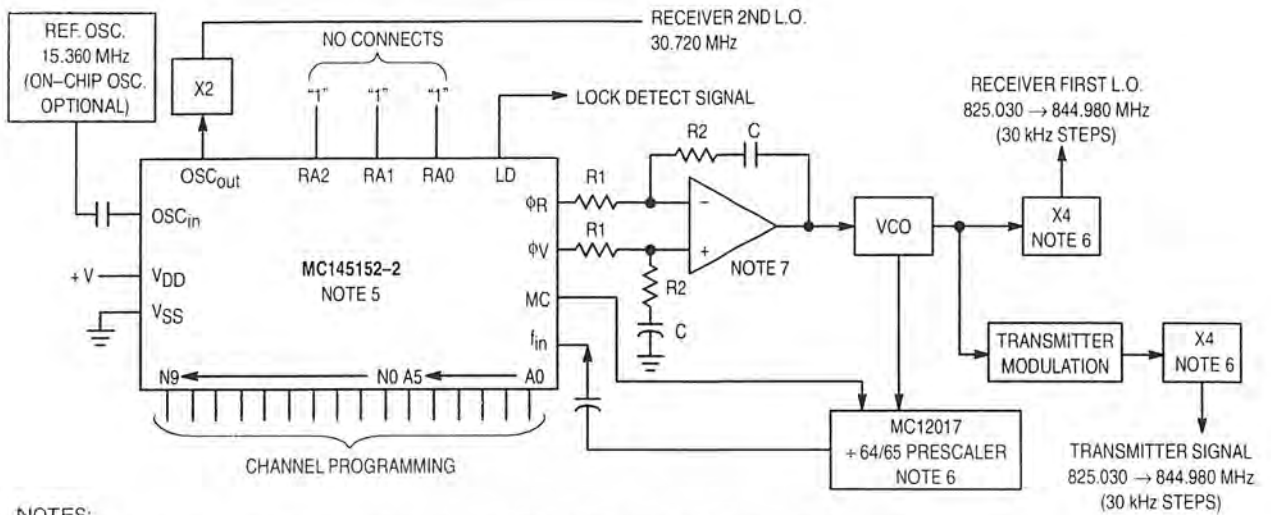 REF. OSC.
15.360 MHz
(ON–CHIP OSC.
OPTIONAL)
X2
NO CONNECTS
"1"
"1"
"1"
RECEIVER 2ND L.O.
30.720 MHz
LOCK DETECT SIGNAL
RECEIVER FIRST L.O.
825.030 → 844.980 MHz
(30 kHz STEPS)
OSCout
RA2
RA1
RA0
LD
OSCin
+ V
VDD
VSS
MC145152–2
NOTE 5
ϕR
ϕV
MC
fin
R1
R1
R2
C
−
+
NOTE 7
R2
C
VCO
X4
NOTE 6
TRANSMITTER
MODULATION
X4
NOTE 6
N9
N0 A5
A0
CHANNEL PROGRAMMING
MC12017
+ 64/65 PRESCALER
NOTE 6
TRANSMITTER SIGNAL
825.030 → 844.980 MHz
(30 kHz STEPS)
NOTES: